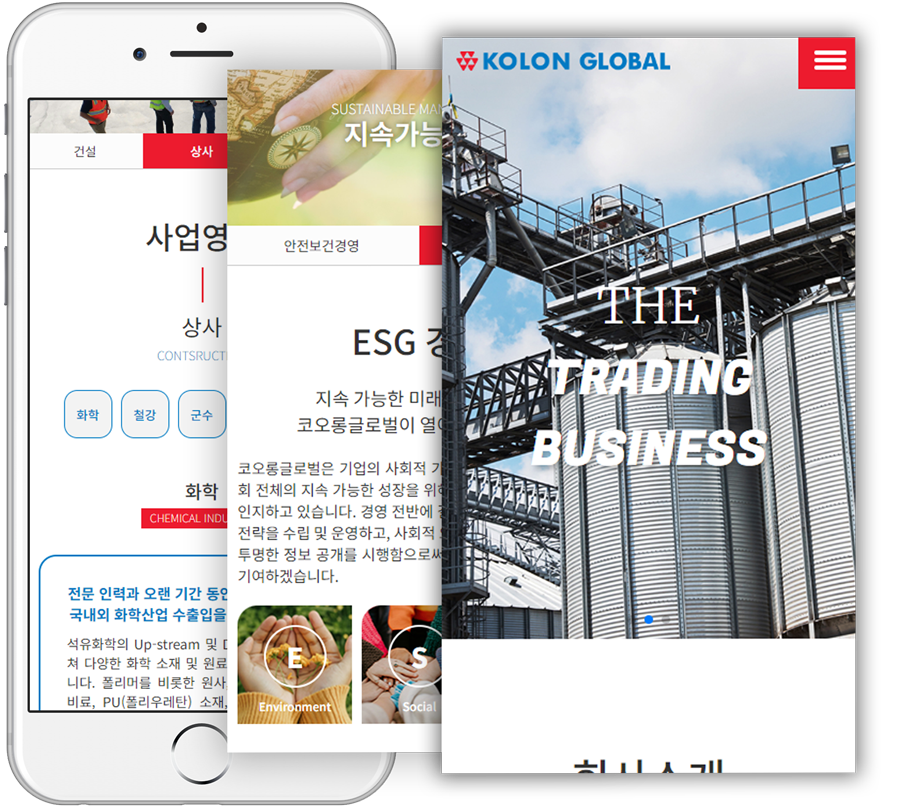 건설
상사
사업영
상사
CONTSRUCTI
화학
철강
군수
화학
CHEMICAL INDU
전문 인력과 오랜 기간 동안
국내외 화학산업 수출입을
석유화학의 Up-stream 및 D
쳐 다양한 화학 소재 및 원료
니다. 폴리머를 비롯한 원사,
비료, PU(폴리우레탄) 소재,
SUSTAINABLE MAN
지속가능
안전보건경영
ESG 경
지속 가능한 미래
코오롱글로벌이 열어
코오롱글로벌은 기업의 사회적 기
회 전체의 지속 가능한 성장을 위해
인지하고 있습니다. 경영 전반에
전략을 수립 및 운영하고, 사회적
투명한 정보 공개를 시행함으로써
기여하겠습니다.
E
Environment
S
Social
KOLON GLOBAL
THE
TRADING
BUSINESS
회사소개